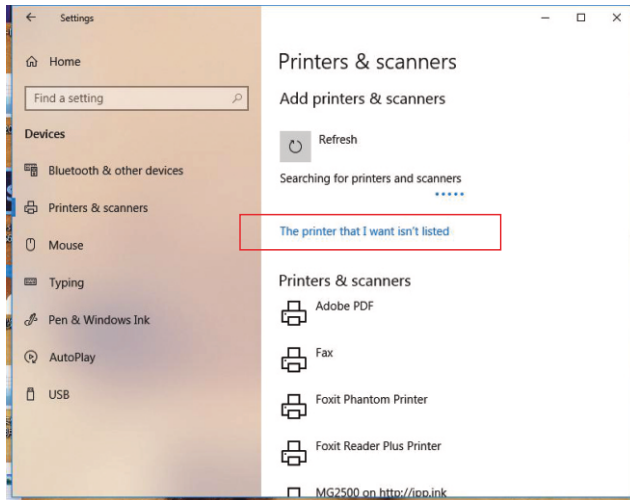 Settings
Home
Find a setting
Devices
Bluetooth & other devices
Printers & scanners
Mouse
Typing
Pen & Windows Ink
AutoPlay
USB
Printers & scanners
Add printers & scanners
Refresh
Searching for printers and scanners
The printer that I want isn't listed
Printers & scanners
Adobe PDF
Fax
Foxit Phantom Printer
Foxit Reader Plus Printer
MG2500 on http://ipp.ink